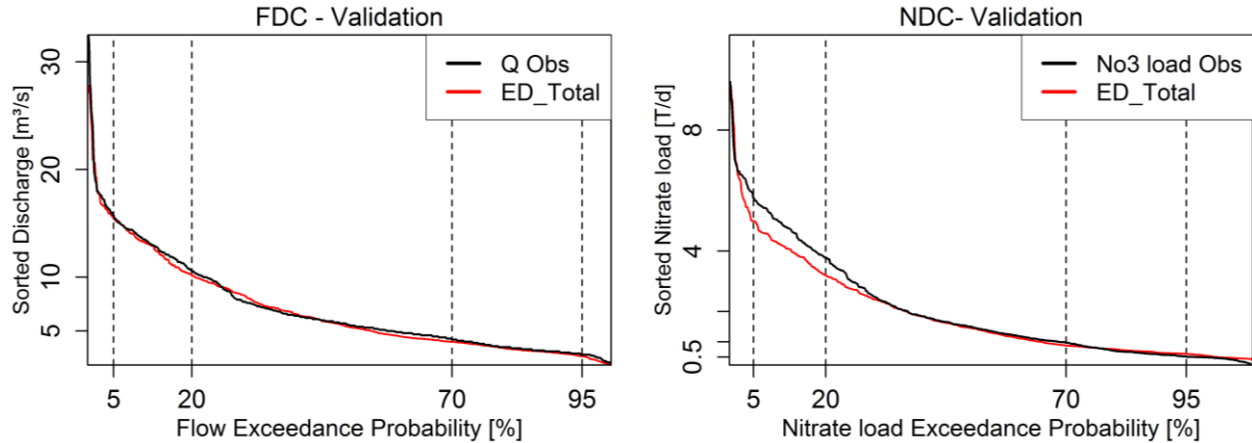 FDC - Validation
Sorted Discharge [m³/s]
30
20
10
5
Q Obs
ED_Total
5
20
70
95
Flow Exceedance Probability [%]
NDC- Validation
Sorted Nitrate load [T/d]
8
4
0.5
No3 load Obs
ED_Total
5
20
70
95
Nitrate load Exceedance Probability [%]